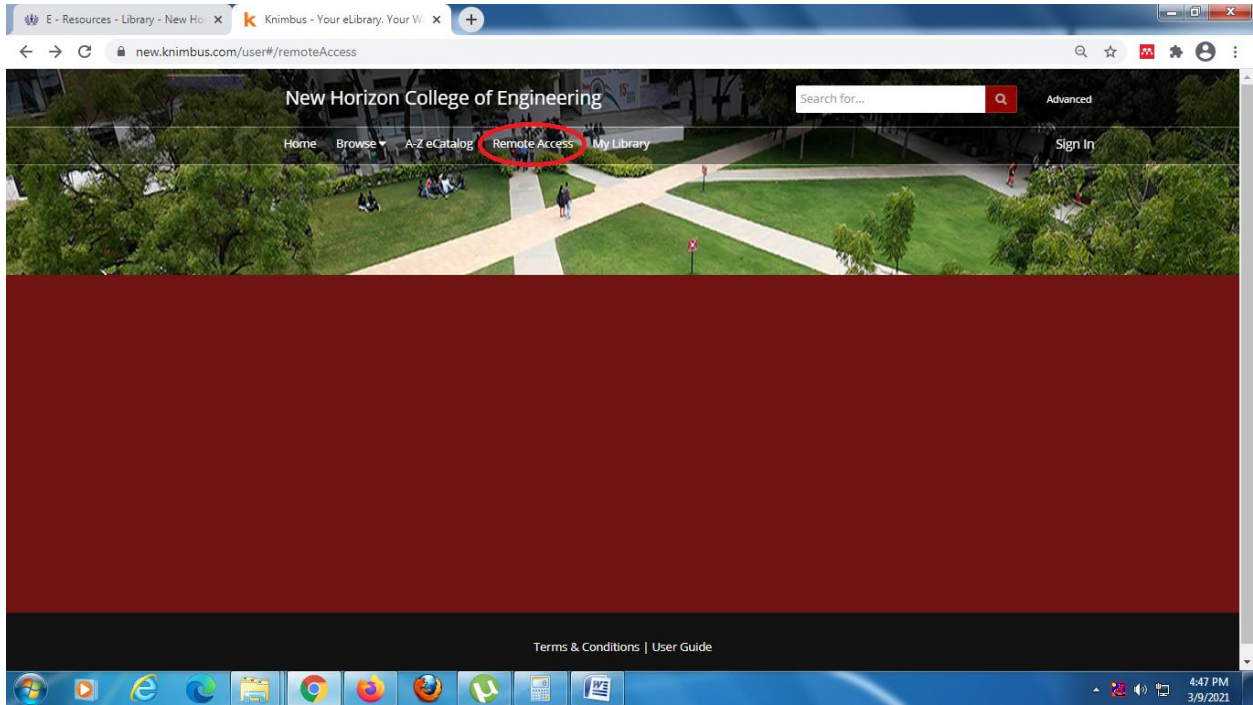 E - Resources - Library - New Ho
Knimbus - Your eLibrary. Your W
new.knimbus.com/user#/remoteAccess
New Horizon College of Engineering
Search for...
Advanced
Home Browse A-Z eCatalog Remote Access My Library
Sign In
Terms & Conditions | User Guide
4:47 PM
3/9/2021